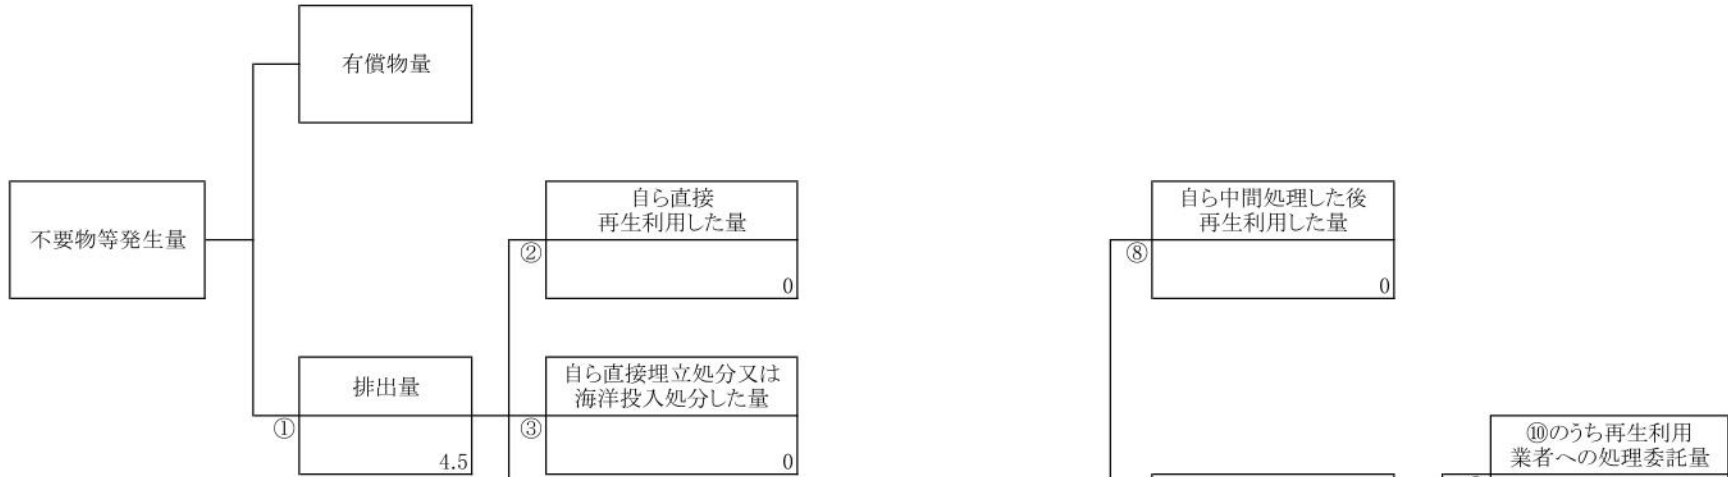 有償物量
不要物等発生量
自ら直接
再生利用した量
②
0
自ら中間処理した後
再生利用した量
⑧
0
排出量
①
4.5
自ら直接埋立処分又は
海洋投入処分した量
③
0
⑩のうち再生利用
業者への処理委託量